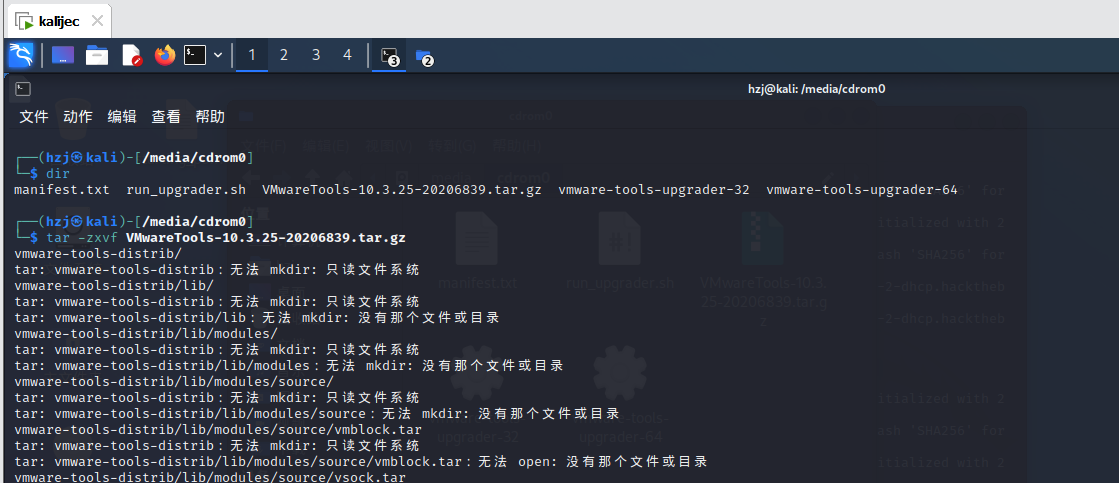 kalijec
1 2 3 4 3 2
hzj@kali: /media/cdrom0
文件 动作 编辑 查看 帮助
┌──(hzj㉿kali)-[/media/cdrom0]
└─$ dir
manifest.txt run_upgrader.sh VMwareTools-10.3.25-20206839.tar.gz vmware-tools-upgrader-32 vmware-tools-upgrader-64
┌──(hzj㉿kali)-[/media/cdrom0]
└─$ tar -zxvf VMwareTools-10.3.25-20206839.tar.gz
vmware-tools-distrib/
tar: vmware-tools-distrib：无法 mkdir: 只读文件系统
vmware-tools-distrib/lib/
tar: vmware-tools-distrib：无法 mkdir: 只读文件系统
tar: vmware-tools-distrib/lib：无法 mkdir: 没有那个文件或目录
vmware-tools-distrib/lib/modules/
tar: vmware-tools-distrib：无法 mkdir: 只读文件系统
tar: vmware-tools-distrib/lib/modules：无法 mkdir: 没有那个文件或目录
vmware-tools-distrib/lib/modules/source/
tar: vmware-tools-distrib：无法 mkdir: 只读文件系统
tar: vmware-tools-distrib/lib/modules/source：无法 mkdir: 没有那个文件或目录
vmware-tools-distrib/lib/modules/source/vmblock.tar
tar: vmware-tools-distrib：无法 mkdir: 只读文件系统
tar: vmware-tools-distrib/lib/modules/source/vmblock.tar：无法 open: 没有那个文件或目录
vmware-tools-distrib/lib/modules/source/vsock.tar